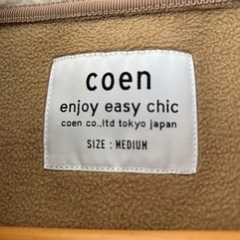 coen
enjoy easy chic
coen co.,ltd tokyo japan
SIZE : MEDIUM